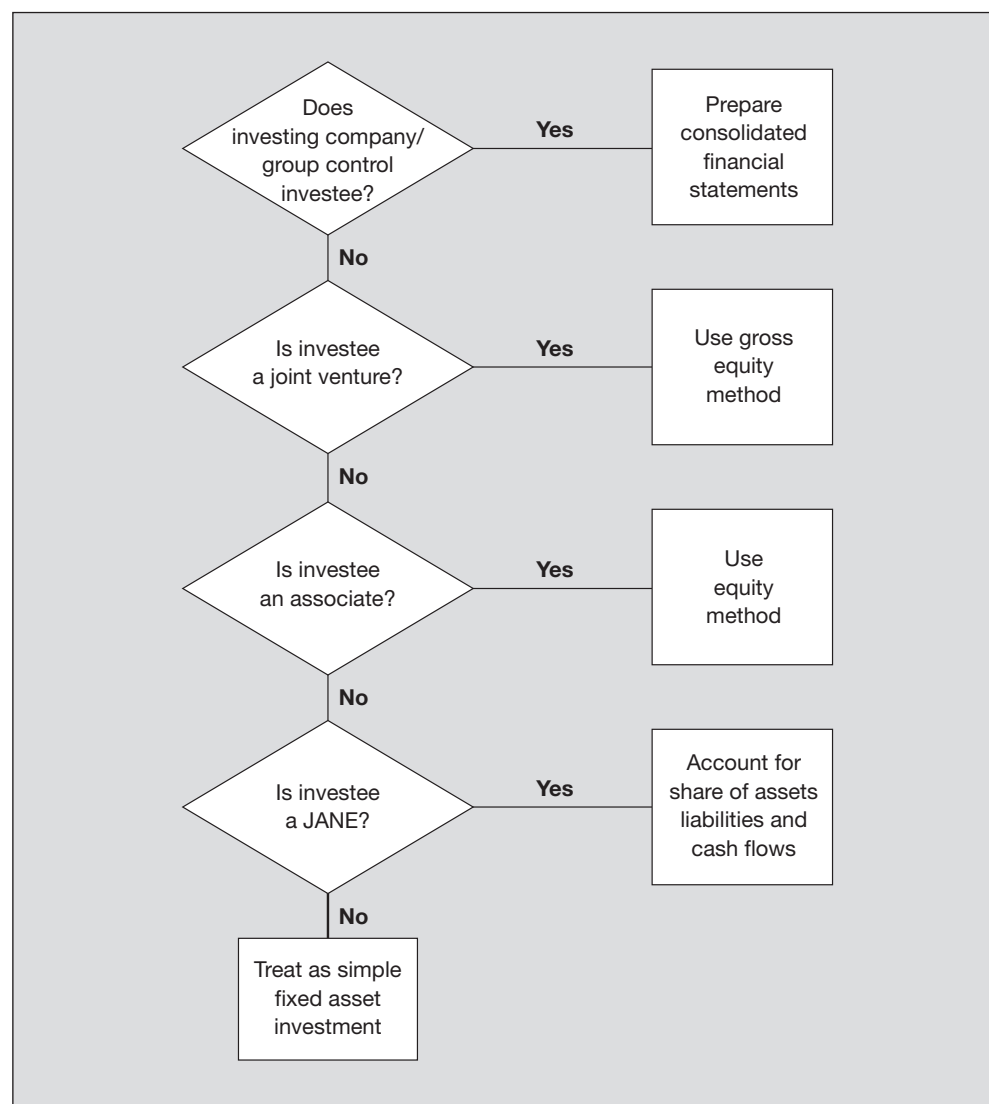 Does
investing company/
group control
investee?
Yes
Prepare
consolidated
financial
statements
No
Is investee
a joint venture?
Yes
Use gross
equity
method
No
Is investee
an associate?
Yes
Use
equity
method
No
Is investee
a JANE?
Yes
Account for
share of assets
liabilities and
cash flows
No
Treat as simple
fixed asset
investment